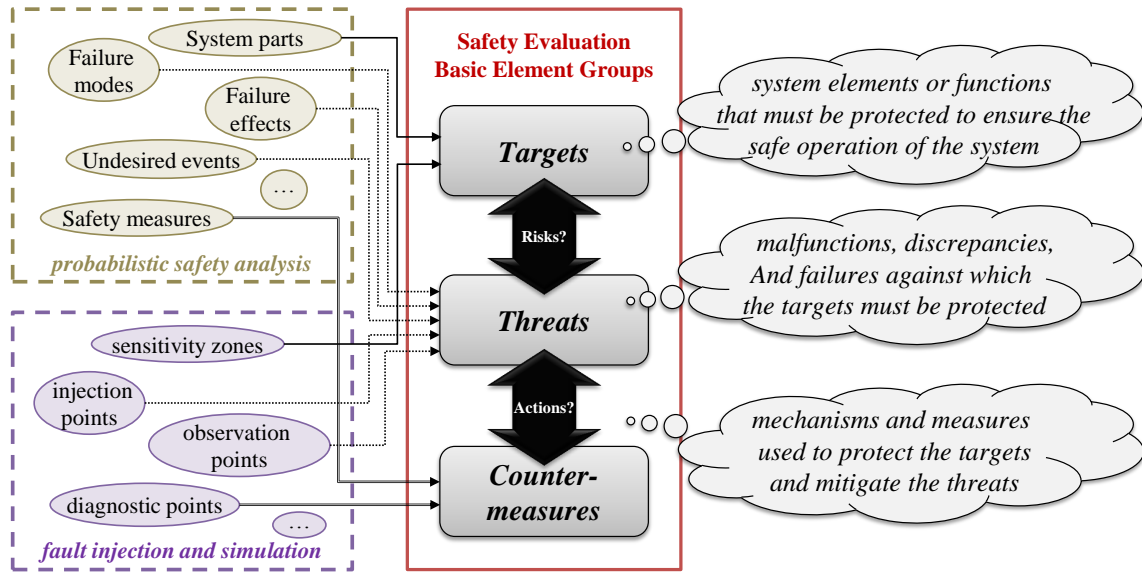 System parts
Failure
modes
Failure
effects
Undesired events
…
Safety measures
probabilistic safety analysis
sensitivity zones
injection
points
observation
points
diagnostic points
…
fault injection and simulation
Safety Evaluation
Basic Element Groups
Targets
Risks?
Threats
Actions?
Counter-
measures
system elements or functions
that must be protected to ensure the
safe operation of the system
malfunctions, discrepancies,
And failures against which
the targets must be protected
mechanisms and measures
used to protect the targets
and mitigate the threats